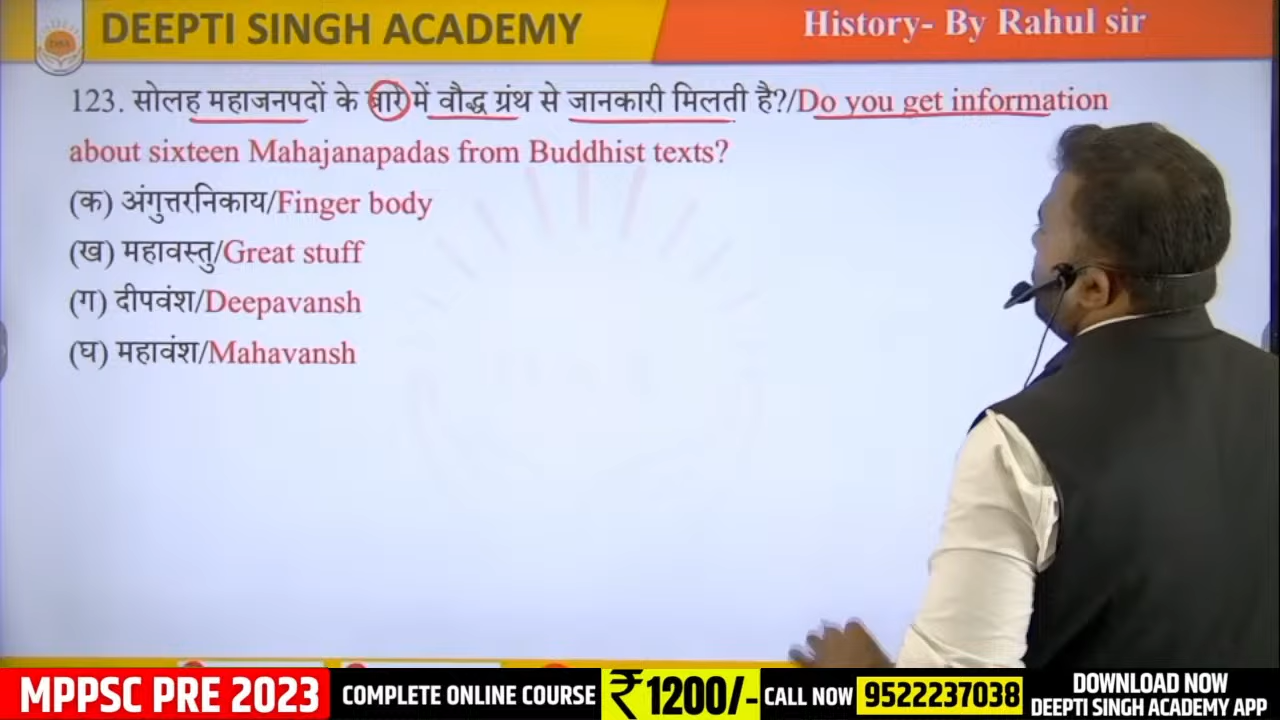 DEEPTI SINGH ACADEMY
History- By Rahul sir
123. सोलह महाजनपदों के बारे में वौद्ध ग्रंथ से जानकारी मिलती है?/Do you get information
about sixteen Mahajanapadas from Buddhist texts?
(क) अंगुत्तरनिकाय/Finger body
(ख) महावस्तु/Great stuff
(ग) दीपवंश/Deepavansh
(घ) महावंश/Mahavansh
MPPSC PRE 2023
COMPLETE ONLINE COURSE
₹1200/-
CALL NOW
9522237038
DOWNLOAD NOW
DEEPTI SINGH ACADEMY APP